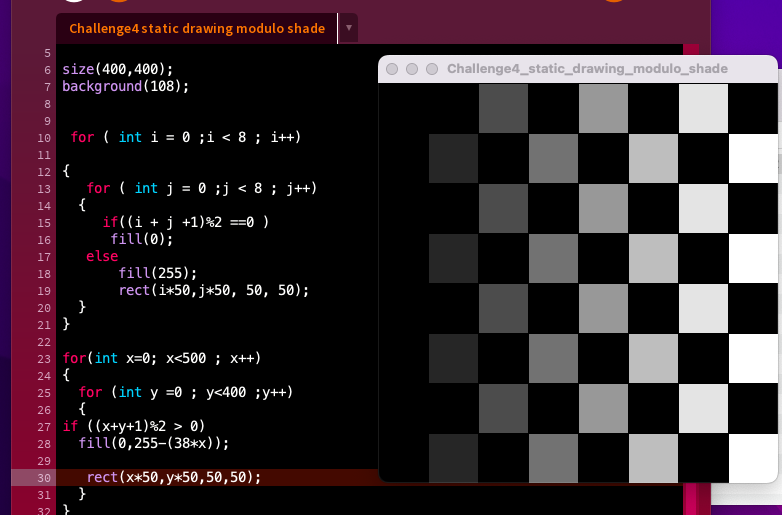 Challenge4 static drawing modulo shade ▾
Challenge4_static_drawing_modulo_shade
5
6 size(400,400);
7 background(108);
8
9
10 for ( int i = 0 ;i < 8 ; i++)
11
12 {
13 for ( int j = 0 ;j < 8 ; j++)
14 {
15 if((i + j +1)%2 ==0 )
16 fill(0);
17 else
18 fill(255);
19 rect(i*50,j*50, 50, 50);
20 }
21 }
22
23 for(int x=0; x<500 ; x++)
24 {
25 for (int y =0 ; y<400 ;y++)
26 {
27 if ((x+y+1)%2 > 0)
28 fill(0,255-(38*x));
29
30 rect(x*50,y*50,50,50);
31 }
32 }